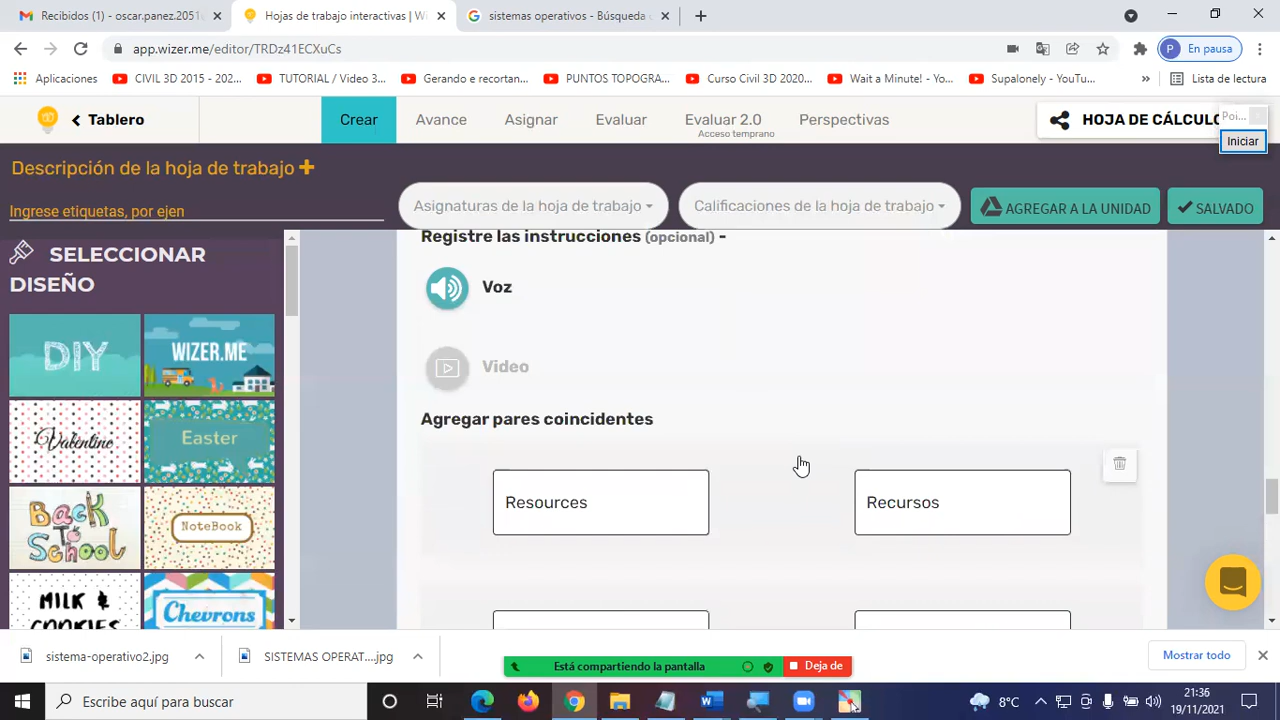 Recibidos (1) - oscar.panez.2051
Hojas de trabajo interactivas | Wi
sistemas operativos - Búsqueda
app.wizer.me/editor/TRDz41ECXuCs
En pausa
Aplicaciones
CIVIL 3D 2015 - 202...
TUTORIAL / Video 3...
Gerando e recortan...
PUNTOS TOPOGRA...
Curso Civil 3D 2020...
Wait a Minute! - Yo...
Supalonely - YouTu...
Lista de lectura
Tablero
Crear
Avance
Asignar
Evaluar
Evaluar 2.0
Acceso temprano
Perspectivas
HOJA DE CÁLCULO
Poi...
Iniciar
Descripción de la hoja de trabajo +
Ingrese etiquetas, por ejen
Asignaturas de la hoja de trabajo
Calificaciones de la hoja de trabajo
AGREGAR A LA UNIDAD
SALVADO
SELECCIONAR
DISEÑO
DIY
WIZER.ME
Valentine
Easter
BACK
To
SCHOOL
NoteBook
MILK &
COOKIES
Chevrons
Registre las instrucciones (opcional) -
Voz
Video
Agregar pares coincidentes
Resources
Recursos
sistema-operativo2.jpg
SISTEMAS OPERAT....jpg
Mostrar todo
Está compartiendo la pantalla
Deja de
Escribe aquí para buscar
8°C
21:36
19/11/2021